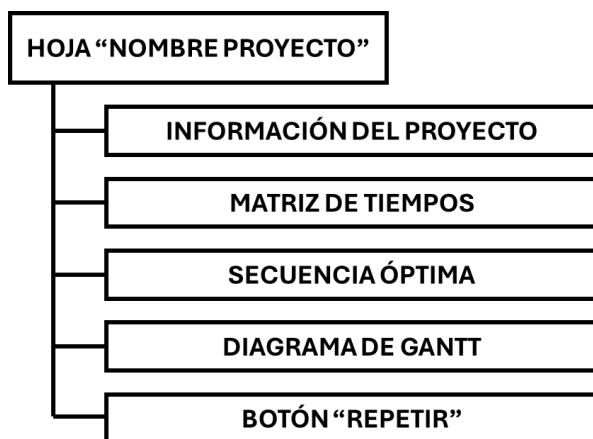 HOJA “NOMBRE PROYECTO”
INFORMACIÓN DEL PROYECTO
MATRIZ DE TIEMPOS
SECUENCIA ÓPTIMA
DIAGRAMA DE GANTT
BOTÓN “REPETIR”